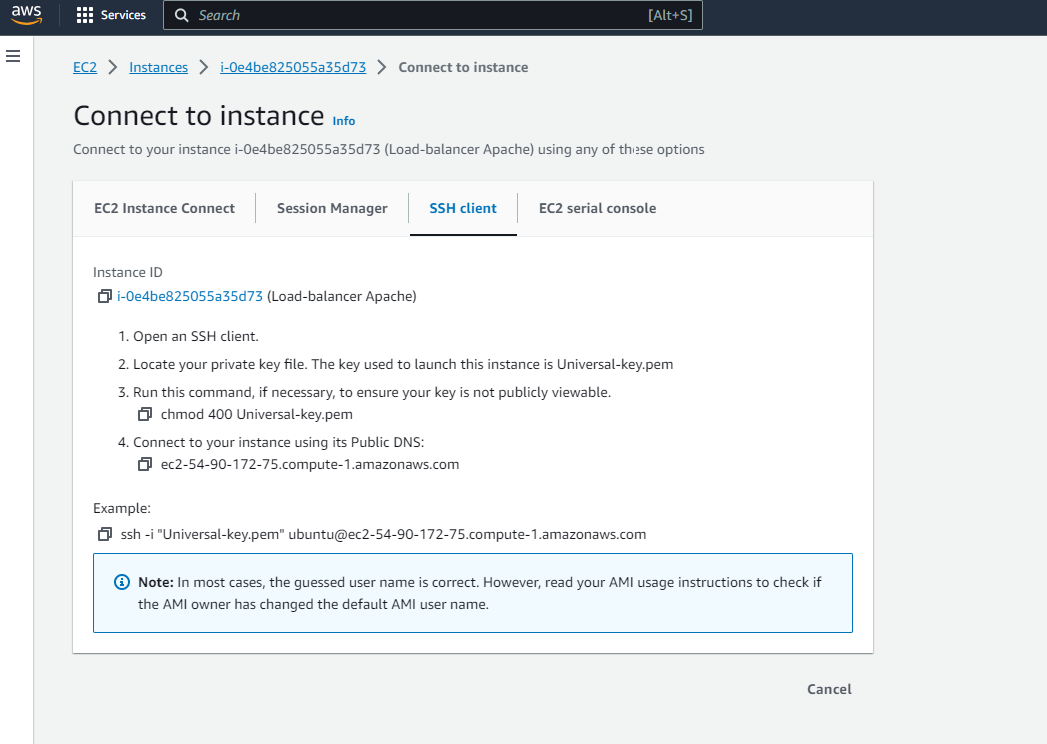 aws
Services
Search
[Alt+S]
EC2 > Instances > i-0e4be825055a35d73 > Connect to instance
Connect to instance Info
Connect to your instance i-0e4be825055a35d73 (Load-balancer Apache) using any of these options
EC2 Instance Connect
Session Manager
SSH client
EC2 serial console
Instance ID
i-0e4be825055a35d73 (Load-balancer Apache)
1. Open an SSH client.
2. Locate your private key file. The key used to launch this instance is Universal-key.pem
3. Run this command, if necessary, to ensure your key is not publicly viewable.
chmod 400 Universal-key.pem
4. Connect to your instance using its Public DNS:
ec2-54-90-172-75.compute-1.amazonaws.com
Example:
ssh -i "Universal-key.pem" ubuntu@ec2-54-90-172-75.compute-1.amazonaws.com
Note: In most cases, the guessed user name is correct. However, read your AMI usage instructions to check if
the AMI owner has changed the default AMI user name.
Cancel